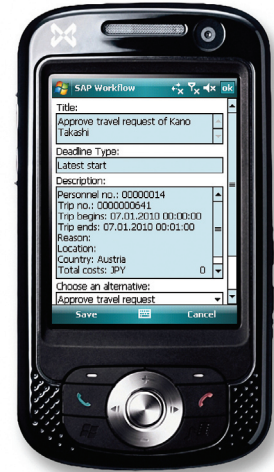 SAP Workflow
ok
Title:
Approve travel request of Kano
Takashi
Deadline Type:
Latest start
Description:
Personnel no.: 00000014
Trip no.: 0000000641
Trip begins: 07.01.2010 00:00:00
Trip ends: 07.01.2010 00:01:00
Reason:
Location:
Country: Austria
Total costs: JPY 0
Choose an alternative:
Approve travel request
Save
Cancel